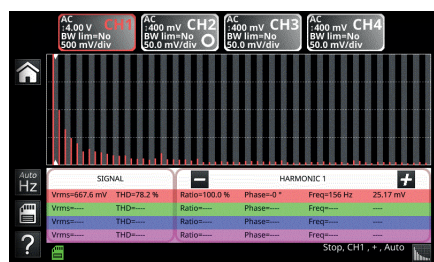 AC
↕4.00 V CH1
BW lim=No
500 mV/div
AC
↕400 mV CH2
BW lim=No
50.0 mV/div
AC
↕400 mV CH3
BW lim=No
50.0 mV/div
AC
↕400 mV CH4
BW lim=No
50.0 mV/div
Auto
Hz
?
SIGNAL
− HARMONIC 1 +
Vrms=667.6 mV THD=78.2 % Ratio=100.0 % Phase=-0 ° Freq=156 Hz 25.17 mV
Vrms=---- THD=---- Ratio=---- Phase=---- Freq=---- ----
Vrms=---- THD=---- Ratio=---- Phase=---- Freq=---- ----
Vrms=---- THD=---- Ratio=---- Phase=---- Freq=---- ----
Stop, CH1 , + , Auto